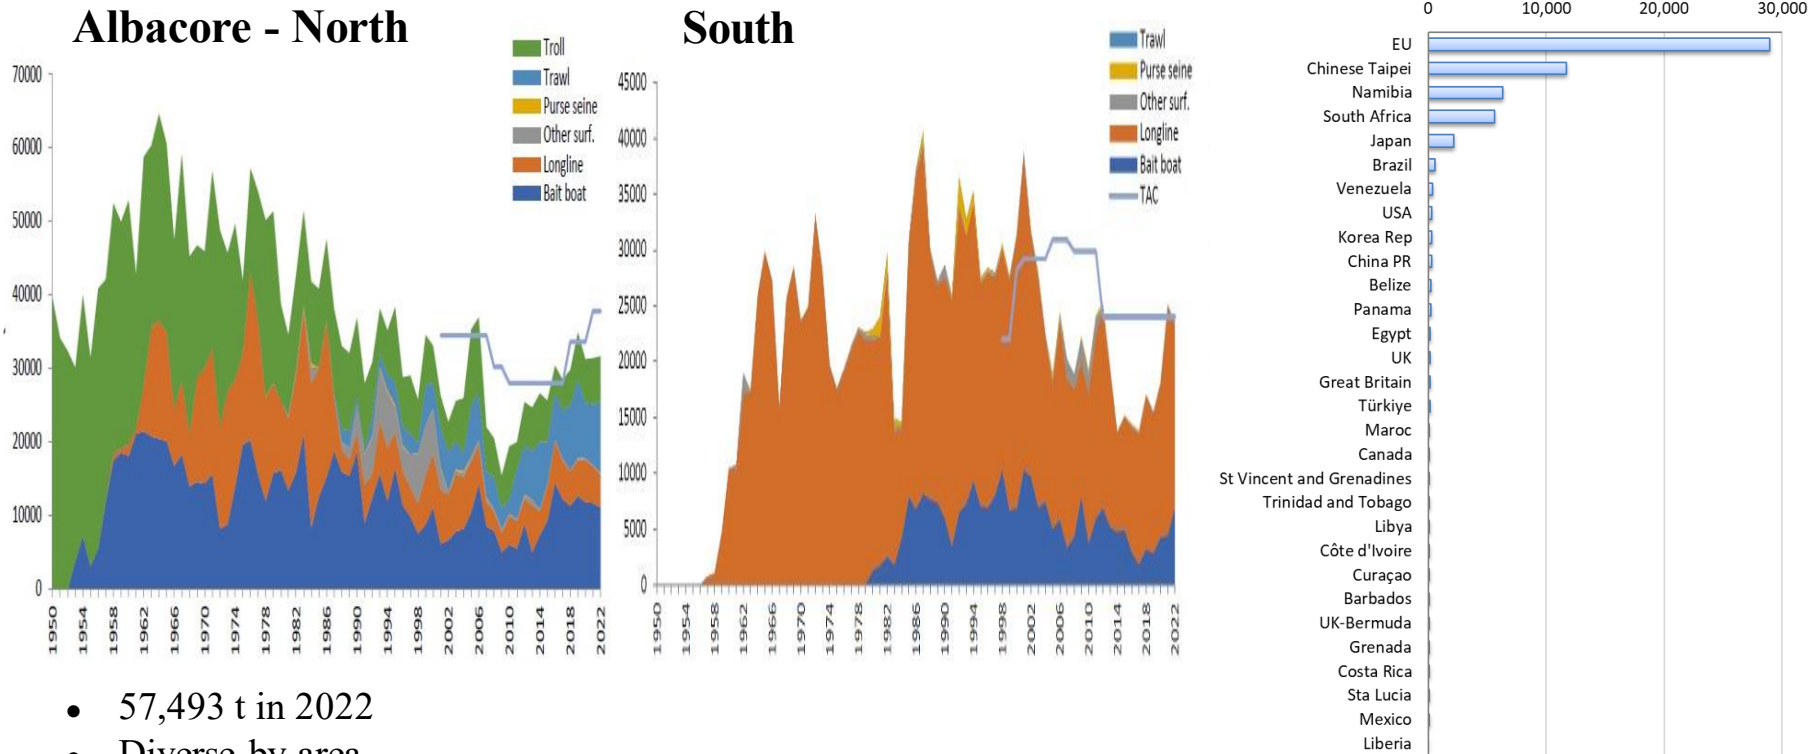 Albacore - North
Troll
Trawl
Purse seine
Other surf.
Longline
Bait boat
70000
60000
50000
40000
30000
20000
10000
0
1950
1954
1958
1962
1966
1970
1974
1978
1982
1986
1990
1994
1998
2002
2006
2010
2014
2018
2022
South
Trawl
Purse seine
Other surf.
Longline
Bait boat
TAC
45000
40000
35000
30000
25000
20000
15000
10000
5000
0
1950
1954
1958
1962
1966
1970
1974
1978
1982
1986
1990
1994
1998
2002
2006
2010
2014
2018
2022
0
10,000
20,000
30,000
EU
Chinese Taipei
Namibia
South Africa
Japan
Brazil
Venezuela
USA
Korea Rep
China PR
Belize
Panama
Egypt
UK
Great Britain
Türkiye
Maroc
Canada
St Vincent and Grenadines
Trinidad and Tobago
Libya
Côte d'Ivoire
Curaçao
Barbados
UK-Bermuda
Grenada
Costa Rica
Sta Lucia
Mexico
Liberia
• 57,493 t in 2022
• Diverse by area